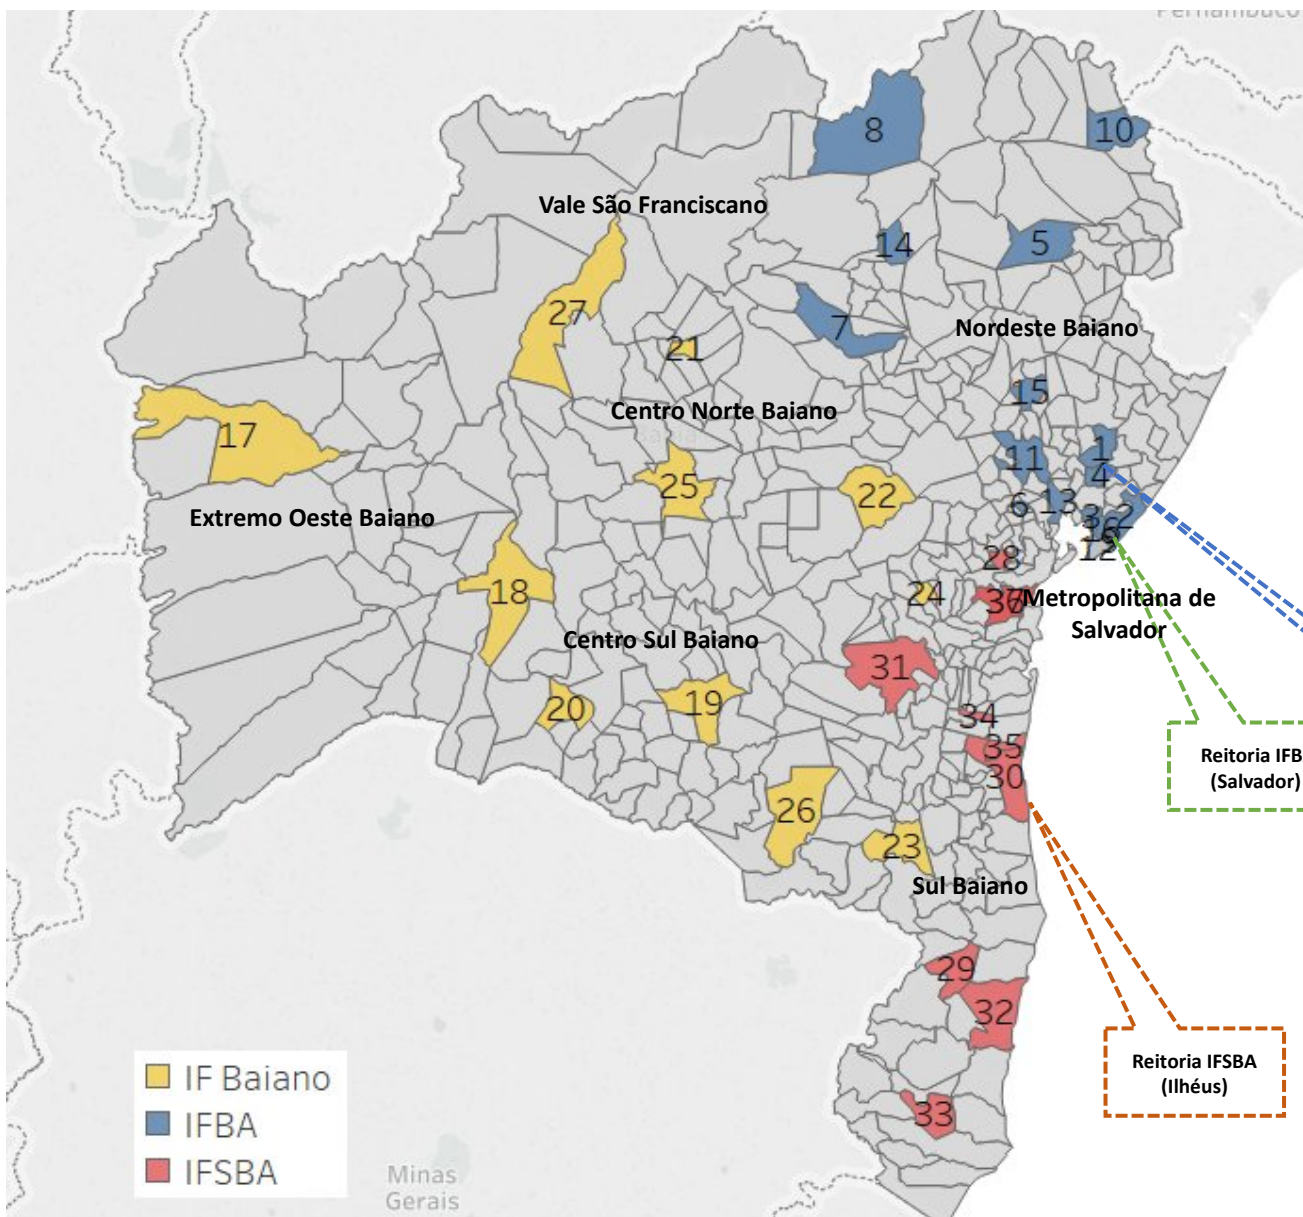 Pernambuco
8
10
Vale São Franciscano
14
5
27
7
Nordeste Baiano
21
15
Centro Norte Baiano
Bahia
17
1
11
4
25
22
Extremo Oeste Baiano
6
13
3
2
16
12
28
18
24
37
Metropolitana de
Salvador
Centro Sul Baiano
31
20
19
34
35
30
Reitoria IFB
(Salvador)
26
23
Sul Baiano
29
32
Reitoria IFSBA
(Ilhéus)
33
IF Baiano
IFBA
IFSBA
Minas
Gerais